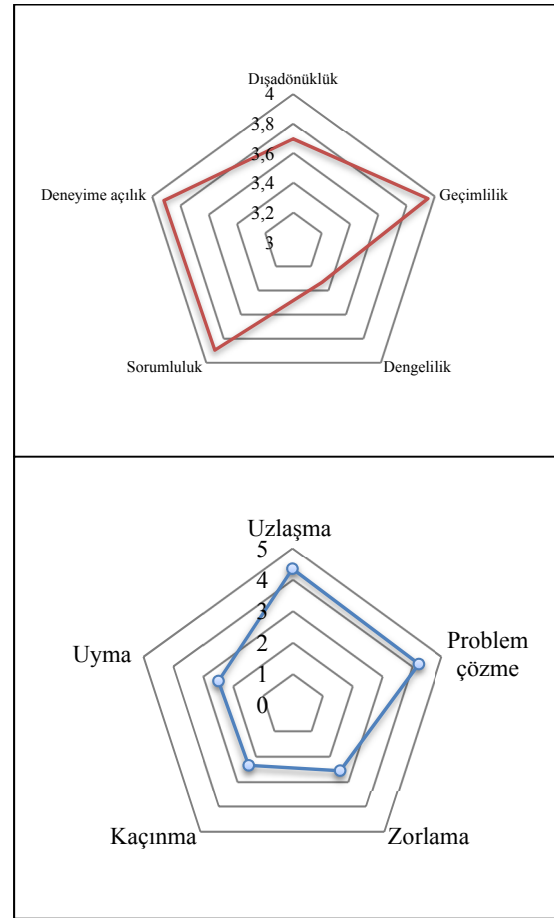 Dışadönüklük
4
3,8
3,6
3,4
3,2
3
Deneyime açılık
Geçimlilik
Sorumluluk
Dengelilik
Uzlaşma
5
4
3
2
1
0
Uyma
Problem
çözme
Kaçınma
Zorlama